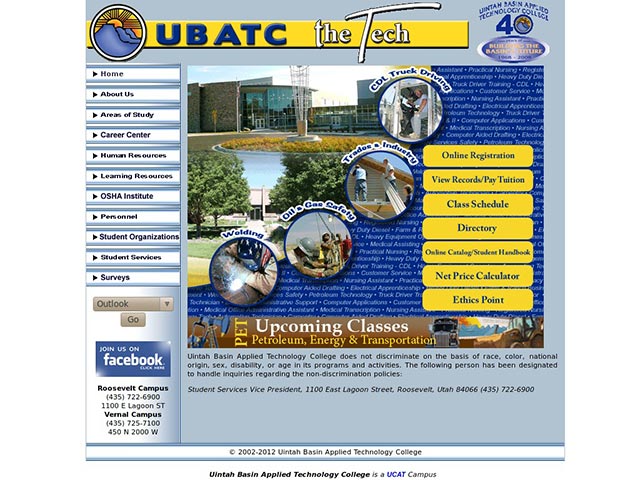 UBATC the Tech
UINTAH BASIN APPLIED
TECHNOLOGY COLLEGE
40
BUILDING THE
BASIN'S FUTURE
1968 - 2008
Home
About Us
Areas of Study
Career Center
Human Resources
Learning Resources
OSHA Institute
Personnel
Student Organizations
Student Services
Surveys
Outlook
Go
JOIN US ON
facebook
CLICK HERE
Roosevelt Campus
(435) 722-6900
1100 E Lagoon ST
Vernal Campus
(435) 725-7100
450 N 2000 W
CDL Truck Driving
Trades & Industry
Oil & Gas Safety
Welding
Online Registration
View Records/Pay Tuition
Class Schedule
Directory
Online Catalog/Student Handbook
Net Price Calculator
Ethics Point
PET
Upcoming Classes
Petroleum, Energy & Transportation
Uintah Basin Applied Technology College does not discriminate on the basis of race, color, national
origin, sex, disability, or age in its programs and activities. The following person has been designated
to handle inquiries regarding the non-discrimination policies:
Student Services Vice President, 1100 East Lagoon Street, Roosevelt, Utah 84066 (435) 722-6900
© 2002-2012 Uintah Basin Applied Technology College
Uintah Basin Applied Technology College is a UCAT Campus